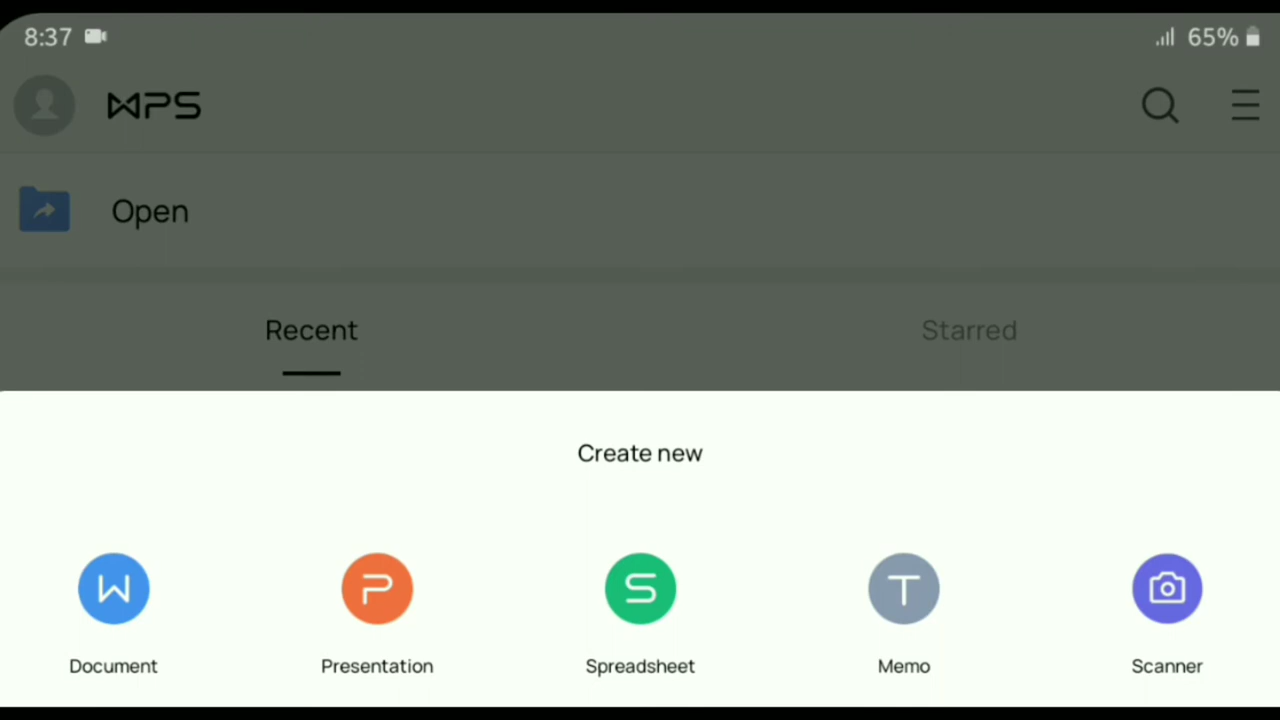 8:37
65%
WPS
Open
Recent
Starred
Create new
W
P
S
T
Document
Presentation
Spreadsheet
Memo
Scanner